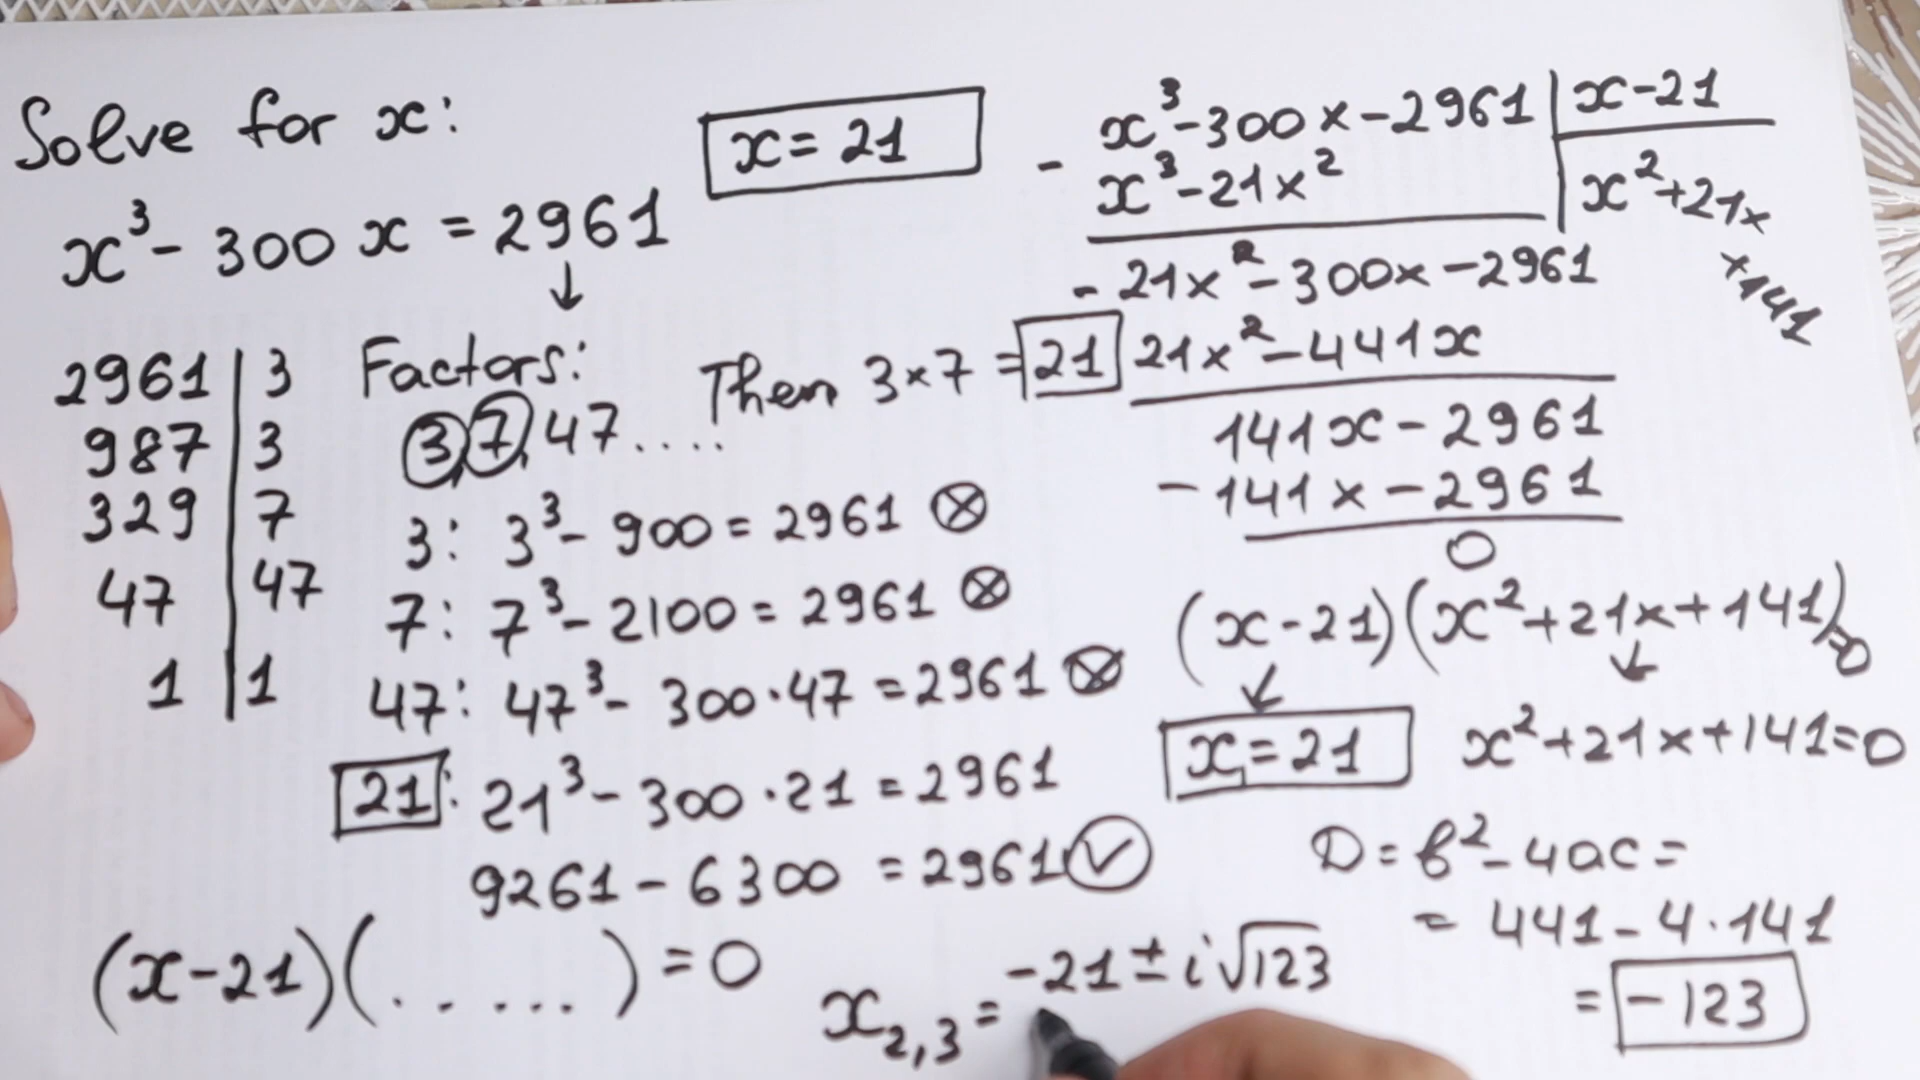 Solve for x:
x³ - 300x = 2961
↓
2961 | 3
987 | 3
329 | 7
47 | 47
1 | 1
Factors:
3, 7, 47....
Then 3×7 = 21
x = 21
3: 3³ - 900 = 2961 ⊗
7: 7³ - 2100 = 2961 ⊗
47: 47³ - 300·47 = 2961 ⊗
21: 21³ - 300·21 = 2961
9261 - 6300 = 2961 ✓
(x-21)(.....) = 0
x³ - 300x - 2961 | x - 21
- x³ - 21x² | x² + 21x
+ 141
21x² - 300x - 2961
- 21x² - 441x
141x - 2961
- 141x - 2961
0
(x-21)(x² + 21x + 141) = 0
↙ ↓
x₁ = 21 x² + 21x + 141 = 0
D = b² - 4ac =
= 441 - 4·141
= -123
x₂,₃ = -21 ± i√123